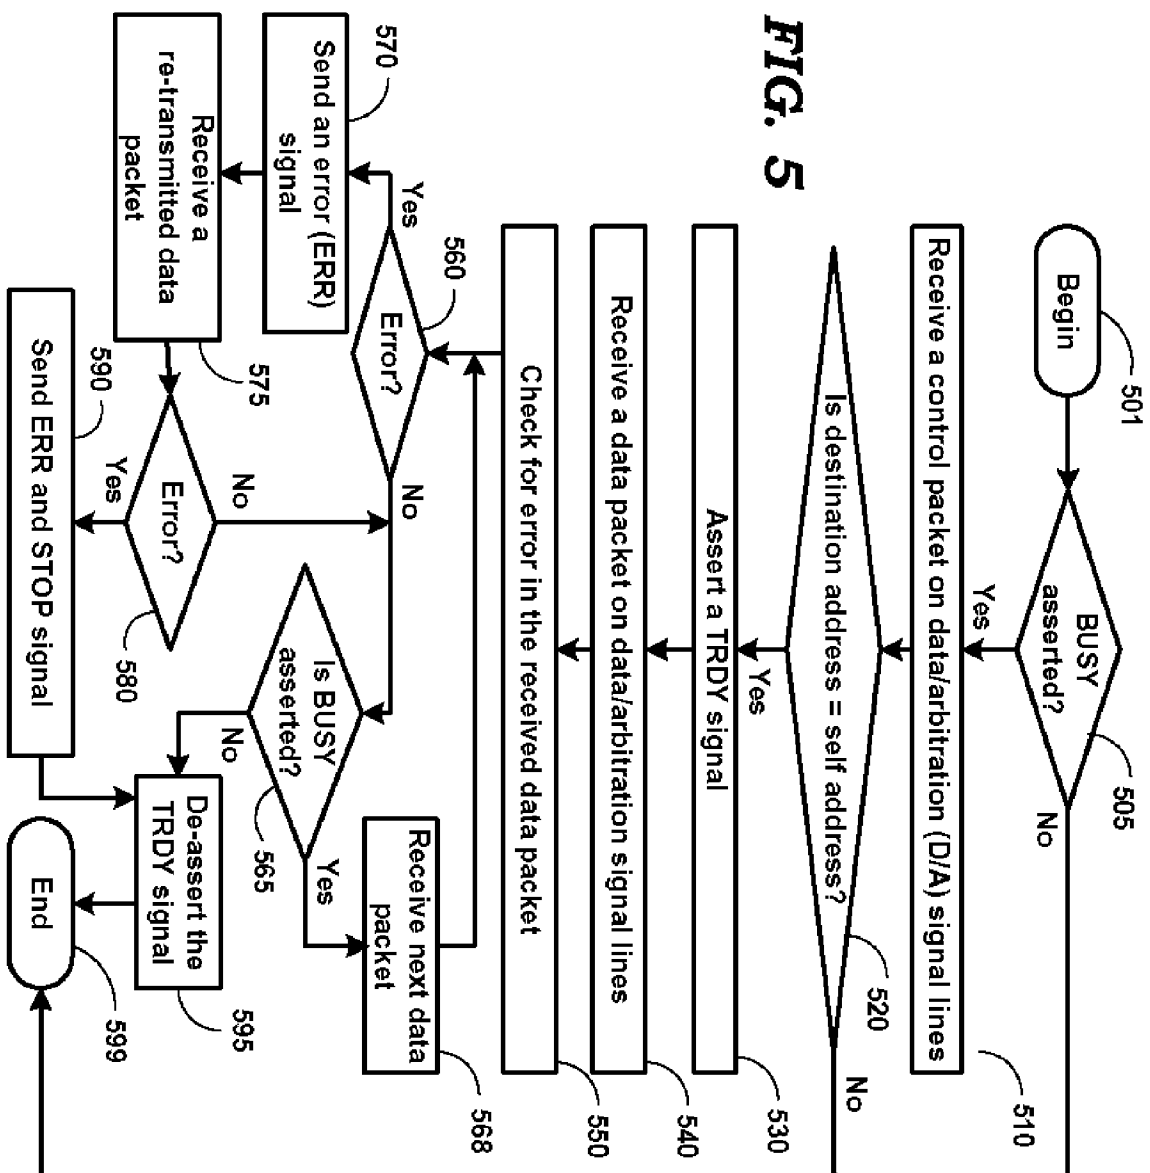 FIG. 5
Begin
501
BUSY
asserted?
505
Yes
No
Receive a control packet on data/arbitration (D/A) signal lines
510
Is destination address = self address?
520
Yes
No
Assert a TRDY signal
530
Receive a data packet on data/arbitration signal lines
540
Check for error in the received data packet
550
Error?
560
Yes
No
Send an error (ERR)
signal
570
Receive a
re-transmitted data
packet
575
Error?
580
No
Yes
Is BUSY
asserted?
565
Yes
No
Receive next data
packet
568
Send ERR and STOP signal
590
De-assert the
TRDY signal
595
End
599